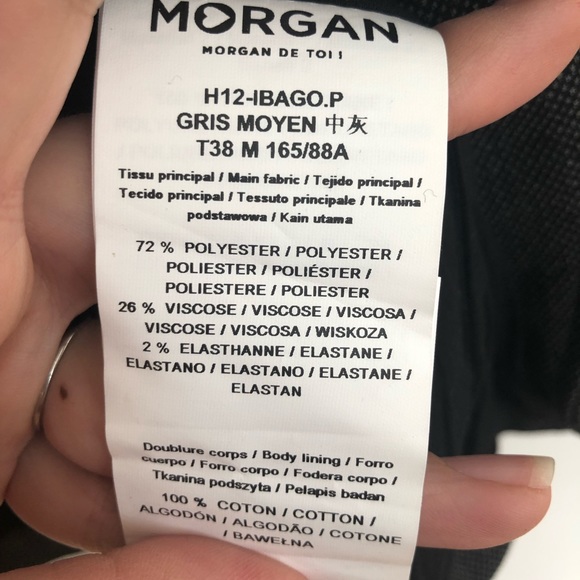 MORGAN
MORGAN DE TOI !
H12-IBAGO.P
GRIS MOYEN 中灰
T38 M 165/88A
Tissu principal / Main fabric / Tejido principal /
Tecido principal / Tessuto principale / Tkanina
podstawowa / Kain utama
72 % POLYESTER / POLYESTER /
POLIESTER / POLIÉSTER /
POLIESTERE / POLIESTER
26 % VISCOSE / VISCOSE / VISCOSA /
VISCOSE / VISCOSA / WISKOZA
2 % ELASTHANNE / ELASTANE /
ELASTANO / ELASTANO / ELASTANE /
ELASTAN
Doublure corps / Body lining / Forro
cuerpo / Forro corpo / Fodera corpo /
Tkanina podszyta / Pelapis badan
100 % COTON / COTTON /
ALGODÓN / ALGODÃO / COTONE
/ BAWEŁNA